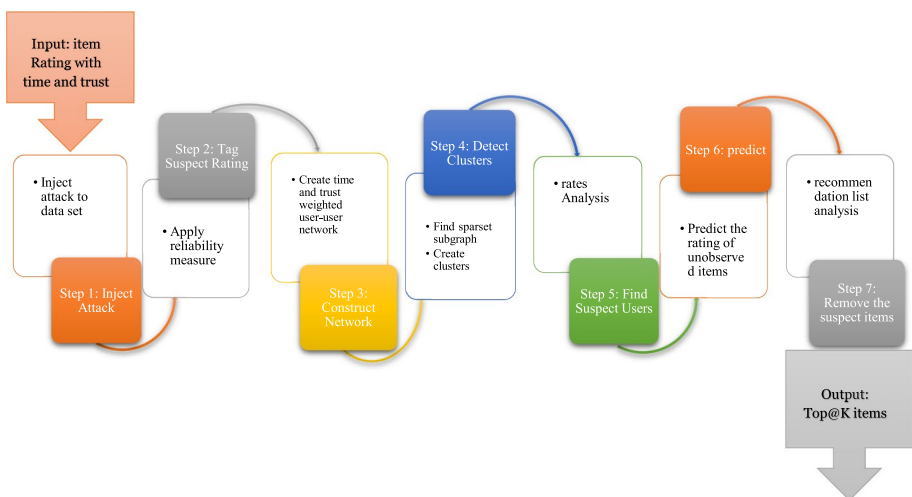 Input: item
Rating with
time and trust
• Inject
attack to
data set
Step 1: Inject
Attack
Step 2: Tag
Suspect Rating
• Apply
reliability
measure
• Create time
and trust
weighted
user-user
network
Step 3:
Construct
Network
Step 4: Detect
Clusters
• Find sparset
subgraph
• Create
clusters
• rates
Analysis
Step 5: Find
Suspect Users
Step 6: predict
• Predict the
rating of
unobserve
d items
• recommen
dation list
analysis
Step 7:
Remove the
suspect items
Output:
Top@K items